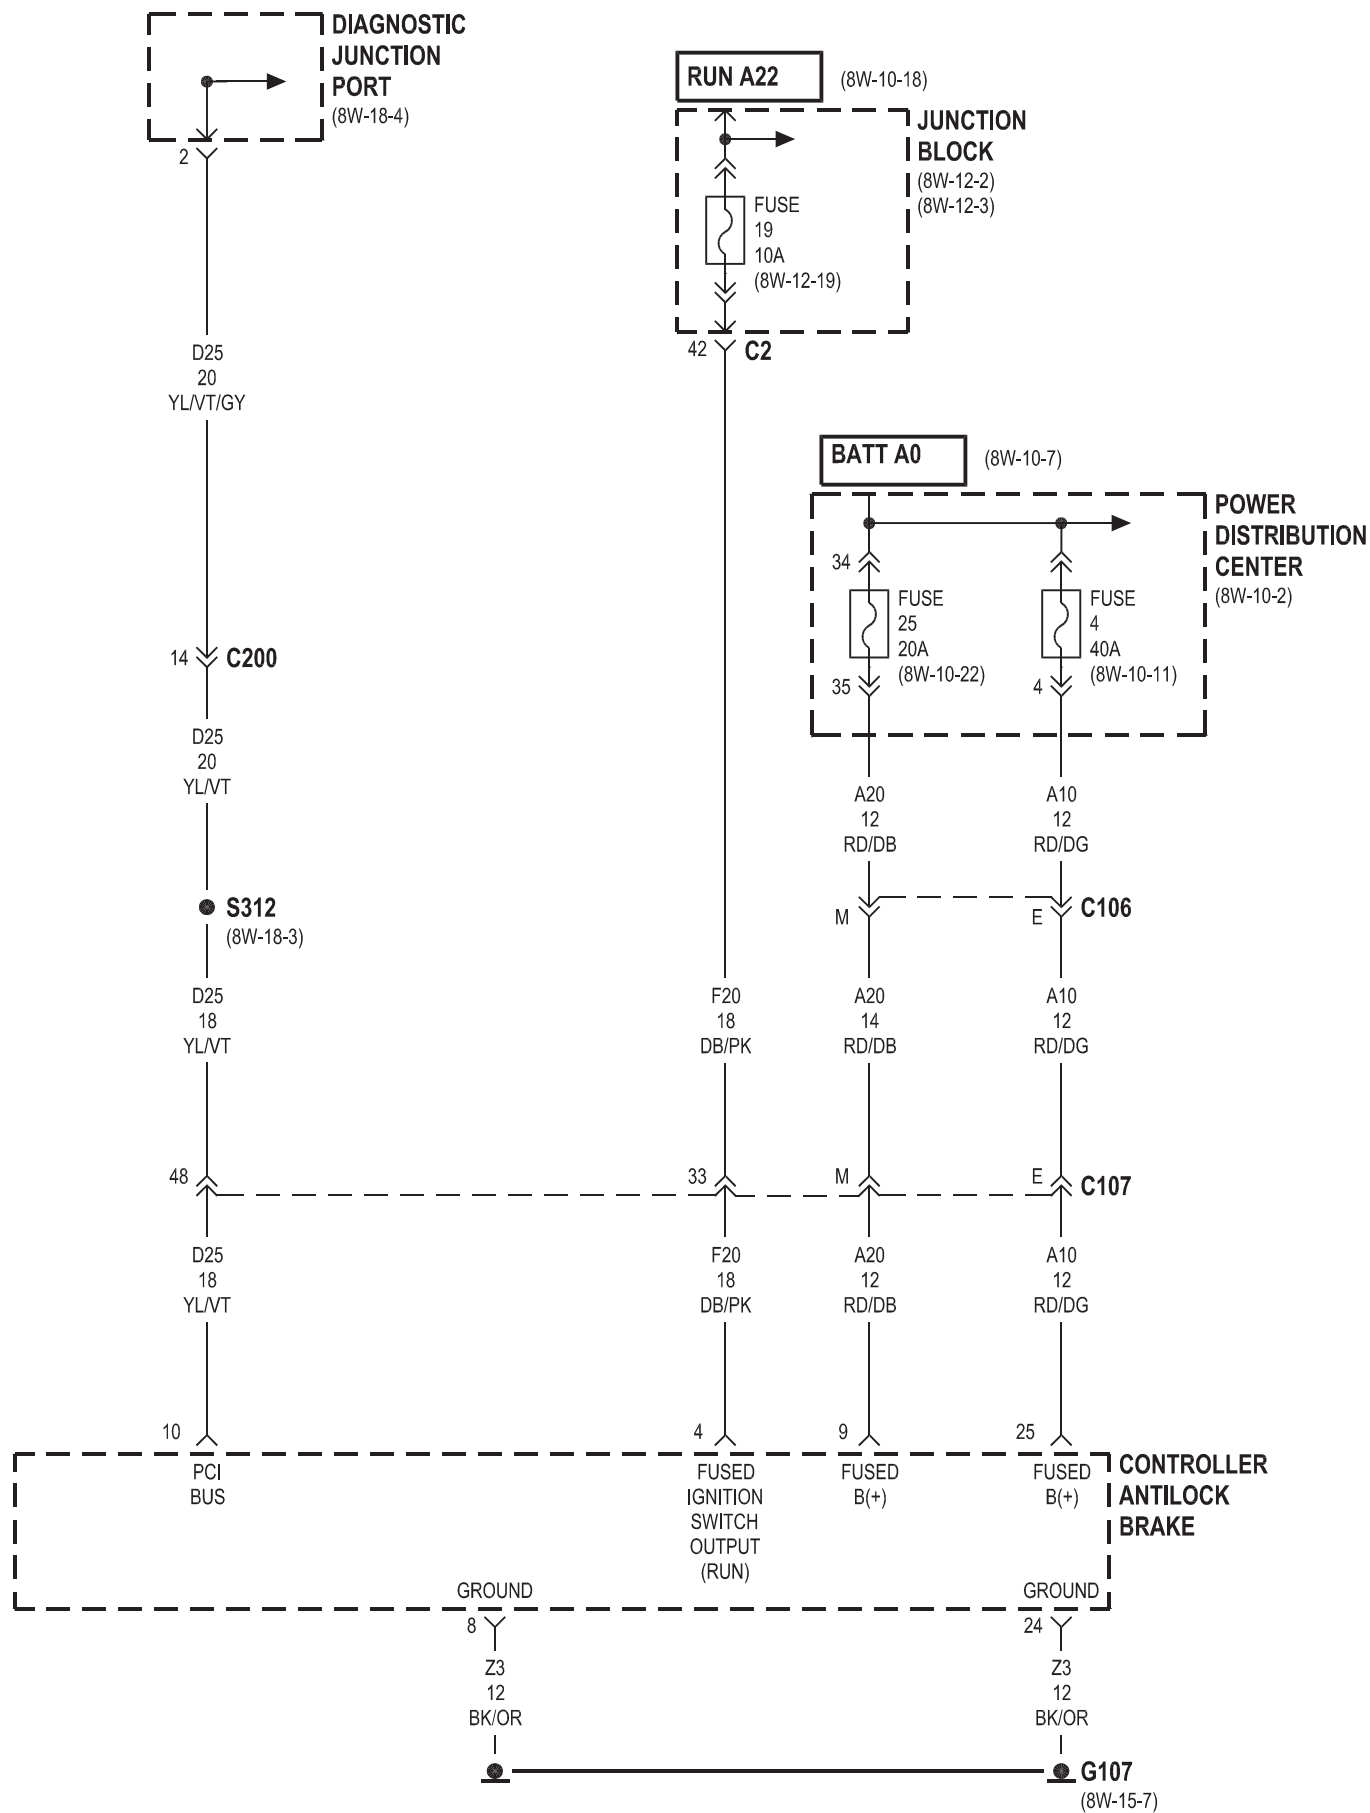 DIAGNOSTIC
JUNCTION
PORT
(8W-18-4)
2
RUN A22
(8W-10-18)
JUNCTION
BLOCK
(8W-12-2)
(8W-12-3)
FUSE
19
10A
(8W-12-19)
42
C2
D25
20
YL/VT/GY
BATT A0
(8W-10-7)
POWER
DISTRIBUTION
CENTER
(8W-10-2)
34
FUSE
25
20A
(8W-10-22)
35
FUSE
4
40A
(8W-10-11)
4
14
C200
D25
20
YL/VT
A20
12
RD/DB
A10
12
RD/DG
S312
(8W-18-3)
M
E
C106
D25
18
YL/VT
F20
18
DB/PK
A20
14
RD/DB
A10
12
RD/DG
48
33
M
E
C107
D25
18
YL/VT
F20
18
DB/PK
A20
12
RD/DB
A10
12
RD/DG
10
4
9
25
PCI
BUS
FUSED
IGNITION
SWITCH
OUTPUT
(RUN)
FUSED
B(+)
FUSED
B(+)
CONTROLLER
ANTILOCK
BRAKE
GROUND
GROUND
8
24
Z3
12
BK/OR
Z3
12
BK/OR
G107
(8W-15-7)